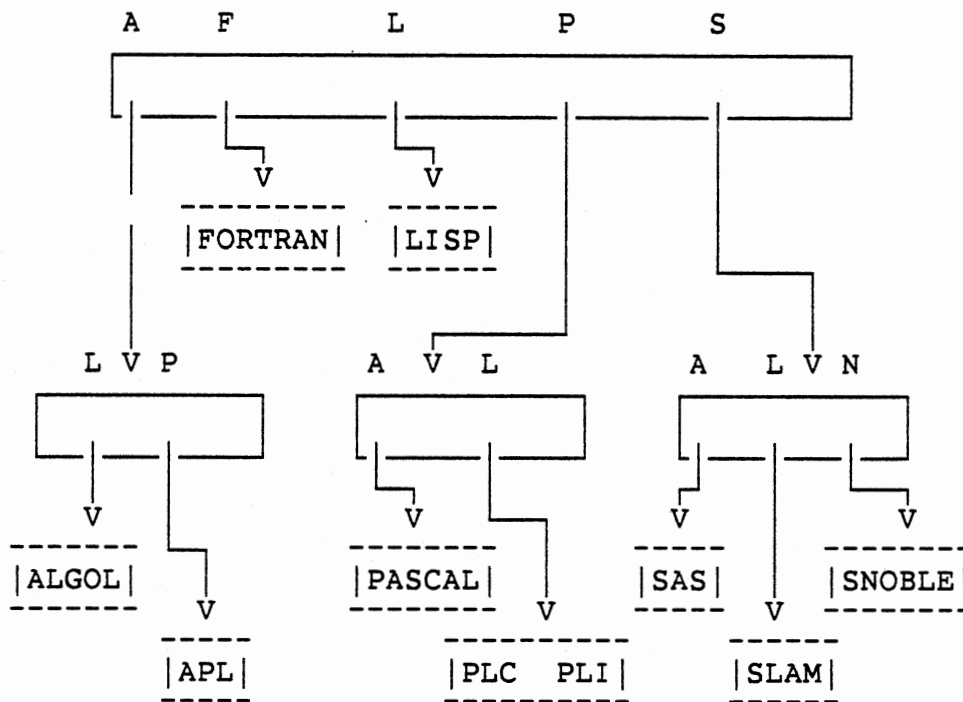 A F L P S
V V
|FORTRAN| |LISP|
L V P A V L A L V N
V V V V
|ALGOL| |PASCAL| |SAS| |SNOBLE|
V V V
|APL| |PLC PLI| |SLAM|